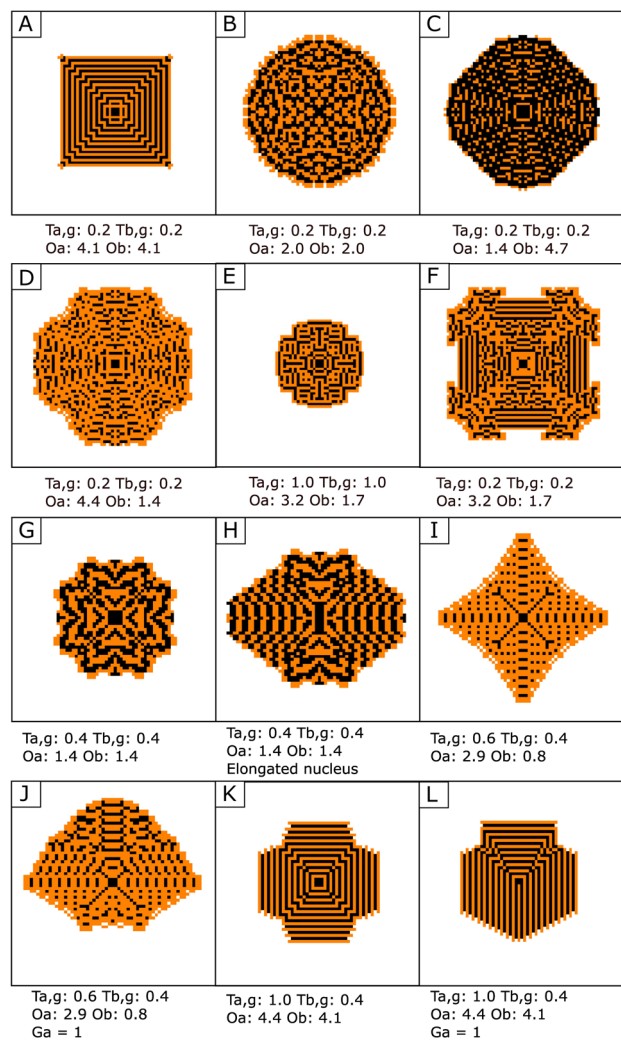 A
B
C
Ta,g: 0.2 Tb,g: 0.2
Oa: 4.1 Ob: 4.1
Ta,g: 0.2 Tb,g: 0.2
Oa: 2.0 Ob: 2.0
Ta,g: 0.2 Tb,g: 0.2
Oa: 1.4 Ob: 4.7
D
E
F
Ta,g: 0.2 Tb,g: 0.2
Oa: 4.4 Ob: 1.4
Ta,g: 1.0 Tb,g: 1.0
Oa: 3.2 Ob: 1.7
Ta,g: 0.2 Tb,g: 0.2
Oa: 3.2 Ob: 1.7
G
H
I
Ta,g: 0.4 Tb,g: 0.4
Oa: 1.4 Ob: 1.4
Ta,g: 0.4 Tb,g: 0.4
Oa: 1.4 Ob: 1.4
Elongated nucleus
Ta,g: 0.6 Tb,g: 0.4
Oa: 2.9 Ob: 0.8
J
K
L
Ta,g: 0.6 Tb,g: 0.4
Oa: 2.9 Ob: 0.8
Ga = 1
Ta,g: 1.0 Tb,g: 0.4
Oa: 4.4 Ob: 4.1
Ta,g: 1.0 Tb,g: 0.4
Oa: 4.4 Ob: 4.1
Ga = 1